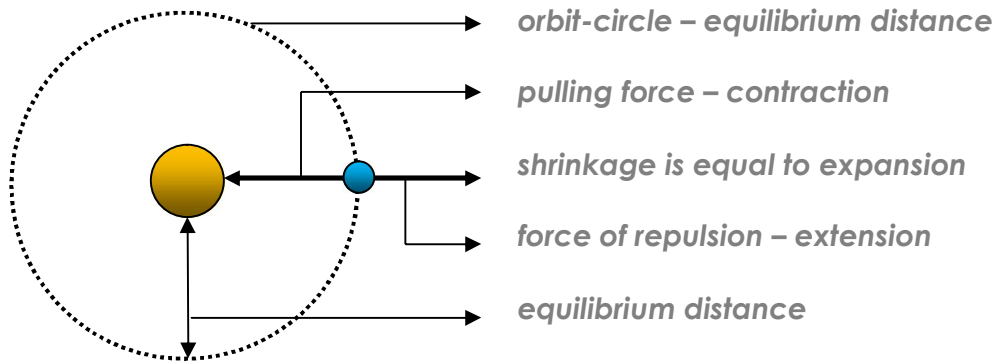 orbit-circle – equilibrium distance
pulling force – contraction
shrinkage is equal to expansion
force of repulsion – extension
equilibrium distance